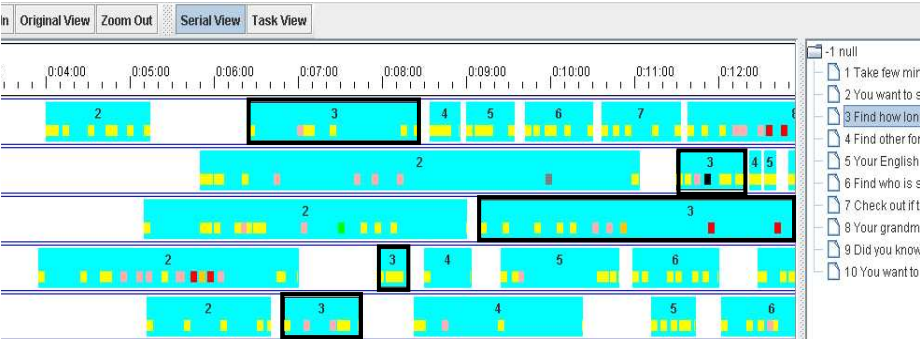 In Original View Zoom Out Serial View Task View
0:04:00 0:05:00 0:06:00 0:07:00 0:08:00 0:09:00 0:10:00 0:11:00 0:12:00
2 3 4 5 6 7 8
2 3 4 5
2 3
2 3 4 5 6
2 3 4 5 6
-1 null
1 Take few min
2 You want to s
3 Find how lon
4 Find other for
5 Your English
6 Find who is s
7 Check out if t
8 Your grandm
9 Did you know
10 You want to